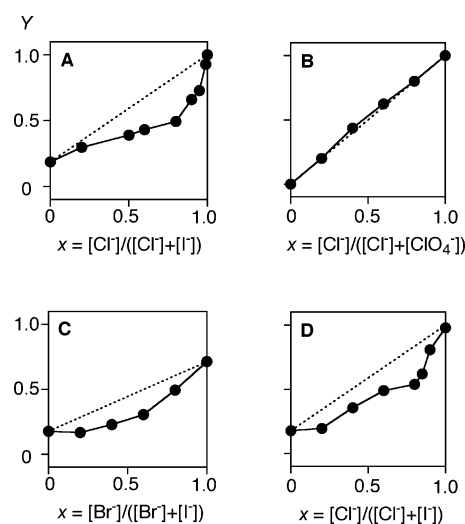 Y
A
B
1.0
0.5
0
0 0.5 1.0
0 0.5 1.0
x = [Cl⁻]/([Cl⁻]+[I⁻])
x = [Cl⁻]/([Cl⁻]+[ClO₄⁻])
C
D
1.0
0.5
0
0 0.5 1.0
0 0.5 1.0
x = [Br⁻]/([Br⁻]+[I⁻])
x = [Cl⁻]/([Cl⁻]+[I⁻])